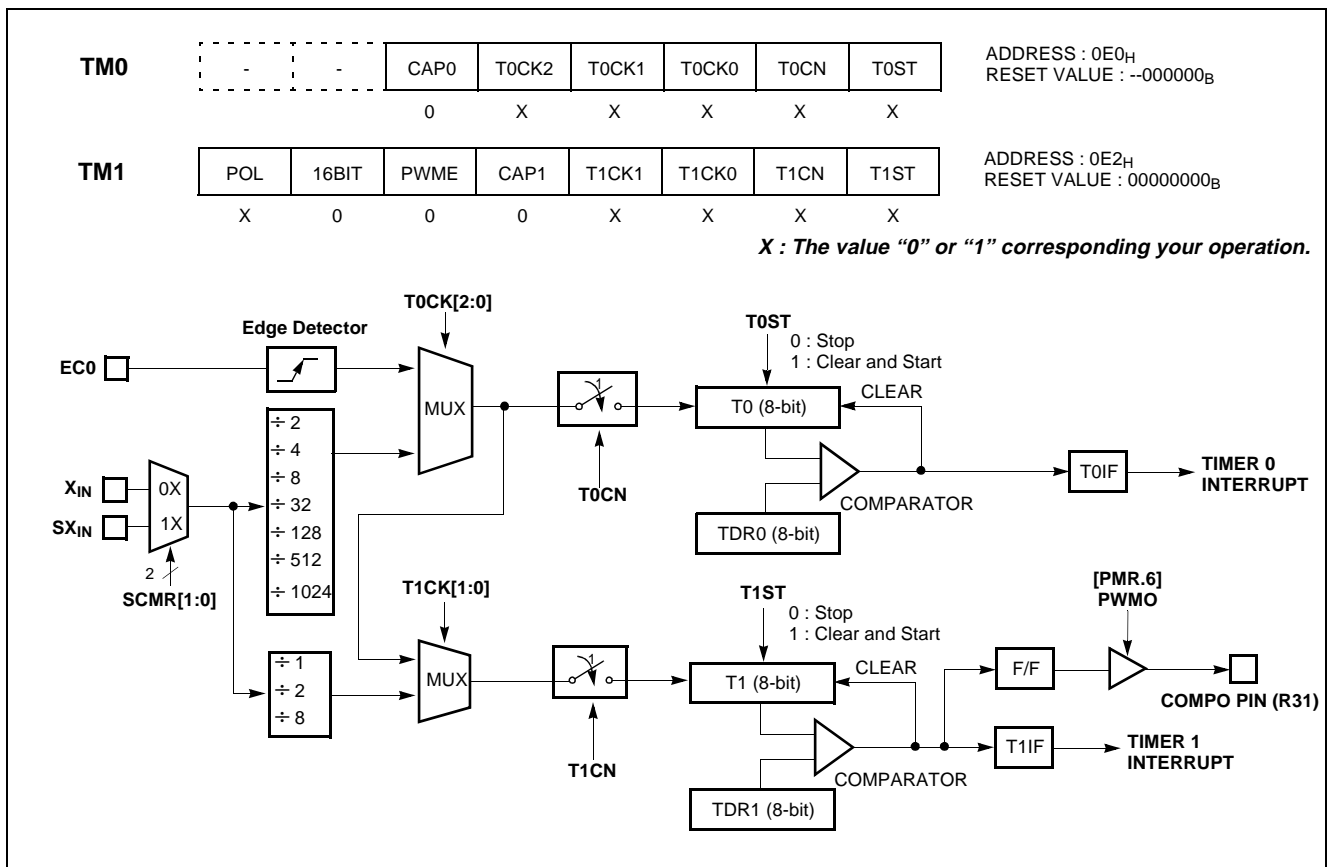 TM0
- - CAP0 T0CK2 T0CK1 T0CK0 T0CN T0ST
ADDRESS : 0E0H
RESET VALUE : --000000B
0 X X X X X
TM1
POL 16BIT PWME CAP1 T1CK1 T1CK0 T1CN T1ST
ADDRESS : 0E2H
RESET VALUE : 00000000B
X 0 0 0 X X X X
X : The value “0” or “1” corresponding your operation.
T0CK[2:0]
Edge Detector
EC0
MUX
÷ 2
÷ 4
÷ 8
÷ 32
÷ 128
÷ 512
÷ 1024
XIN
SXIN
0X
1X
2
SCMR[1:0]
1
T0CN
T0ST
0 : Stop
1 : Clear and Start
T0 (8-bit)
CLEAR
COMPARATOR
TDR0 (8-bit)
T0IF
TIMER 0
INTERRUPT
T1CK[1:0]
÷ 1
÷ 2
÷ 8
MUX
1
T1CN
T1ST
0 : Stop
1 : Clear and Start
T1 (8-bit)
CLEAR
COMPARATOR
TDR1 (8-bit)
[PMR.6]
PWMO
F/F
COMPO PIN (R31)
T1IF
TIMER 1
INTERRUPT